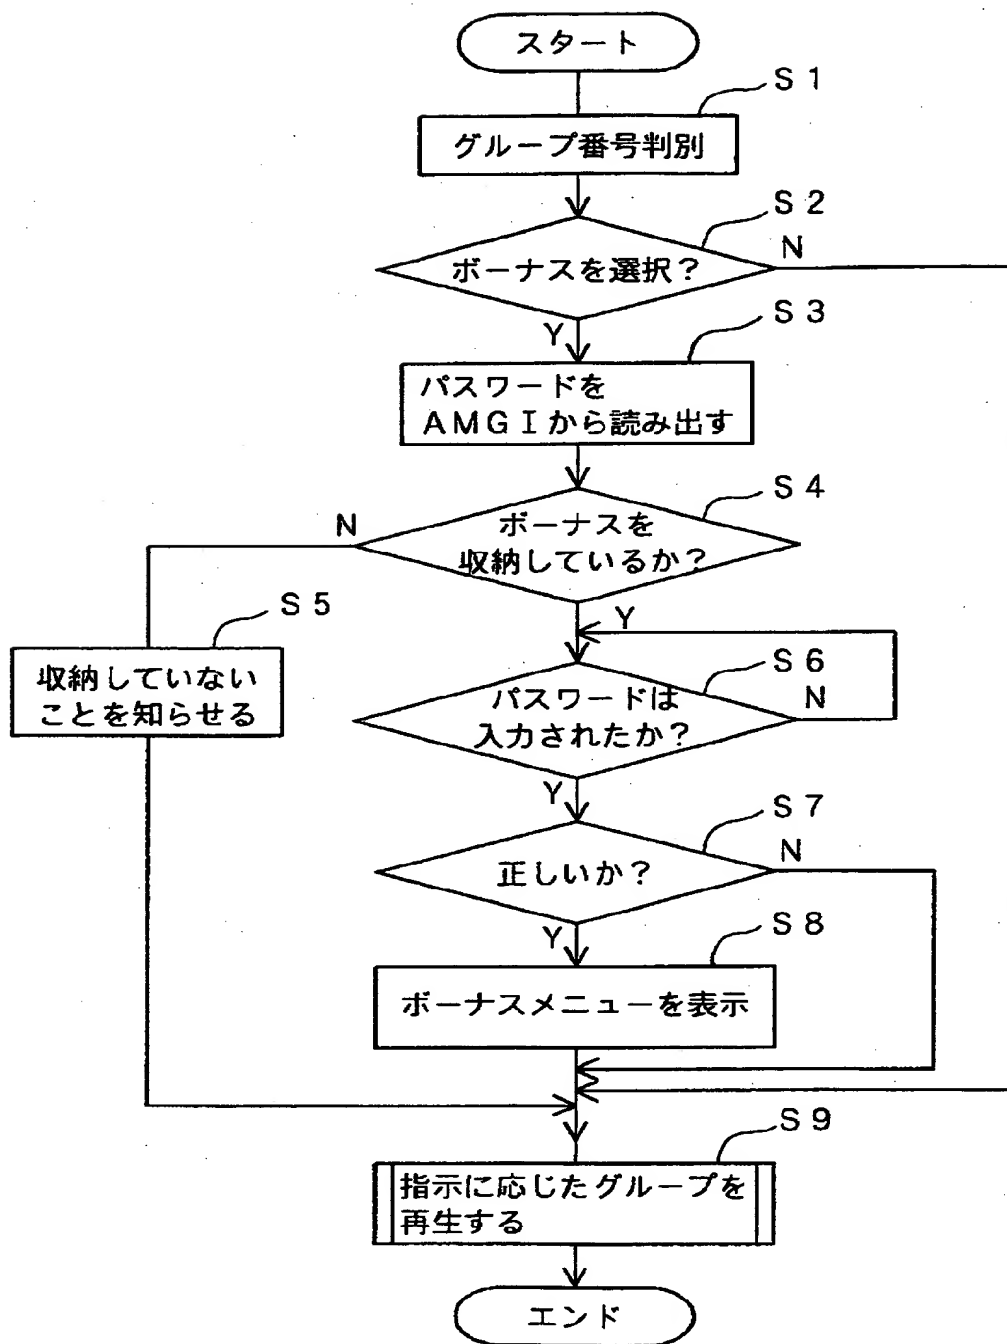 スタート
S1
グループ番号判別
S2
ボーナスを選択?
N
Y
S3
パスワードを
AMGIから読み出す
S4
ボーナスを
収納しているか?
N
Y
S5
収納していない
ことを知らせる
S6
パスワードは
入力されたか?
N
Y
S7
正しいか?
N
Y
S8
ボーナスメニューを表示
S9
指示に応じたグループを
再生する
エンド